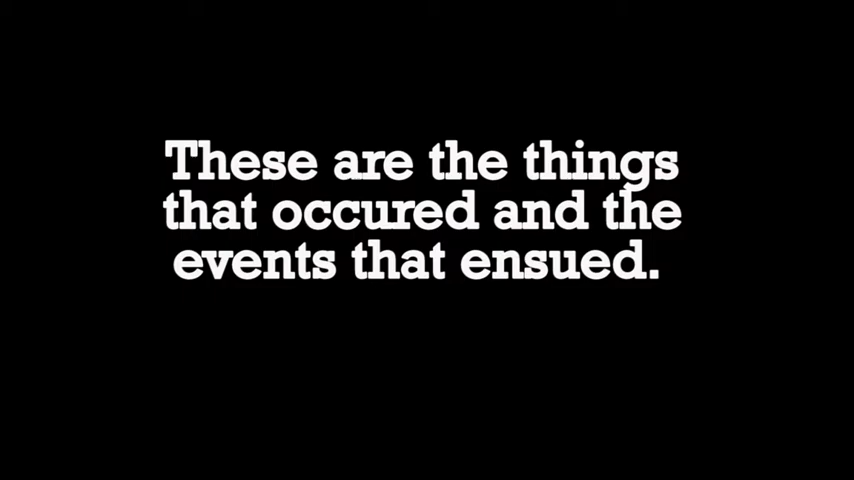 These are the things
that occured and the
events that ensued.